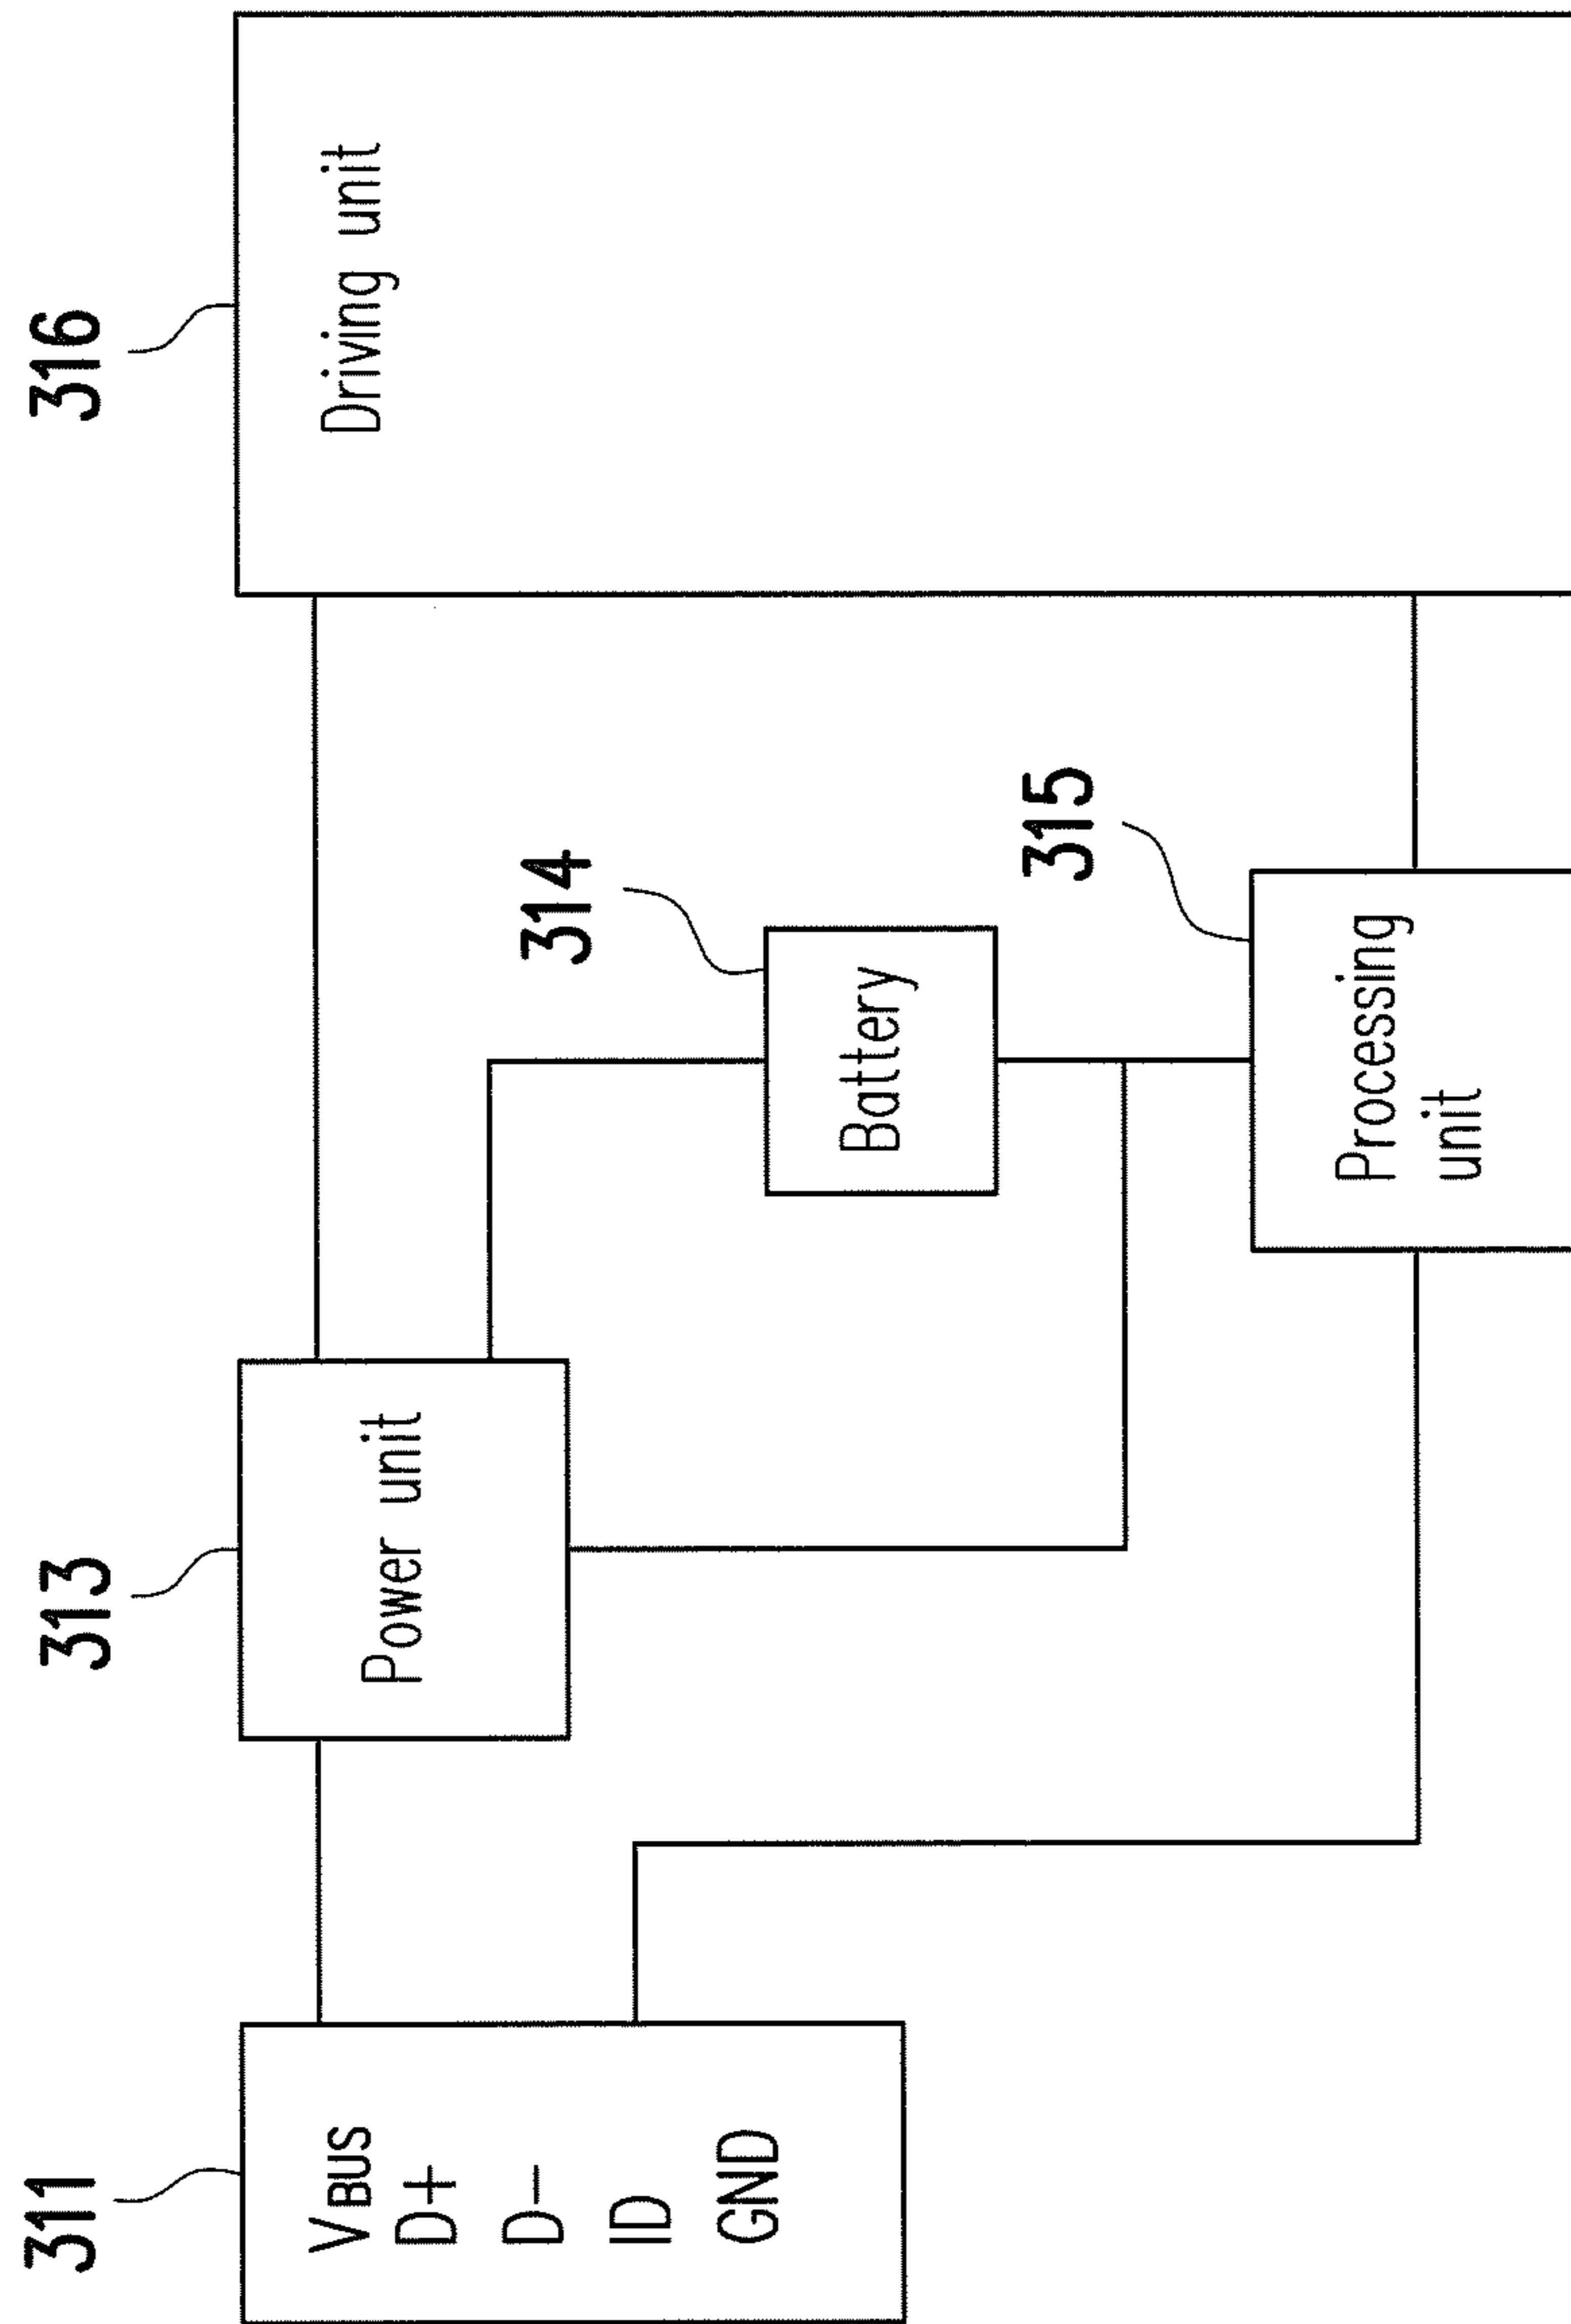 311
VBUS
D+
D-
ID
GND
313
Power unit
314
Battery
315
Processing
unit
316
Driving unit